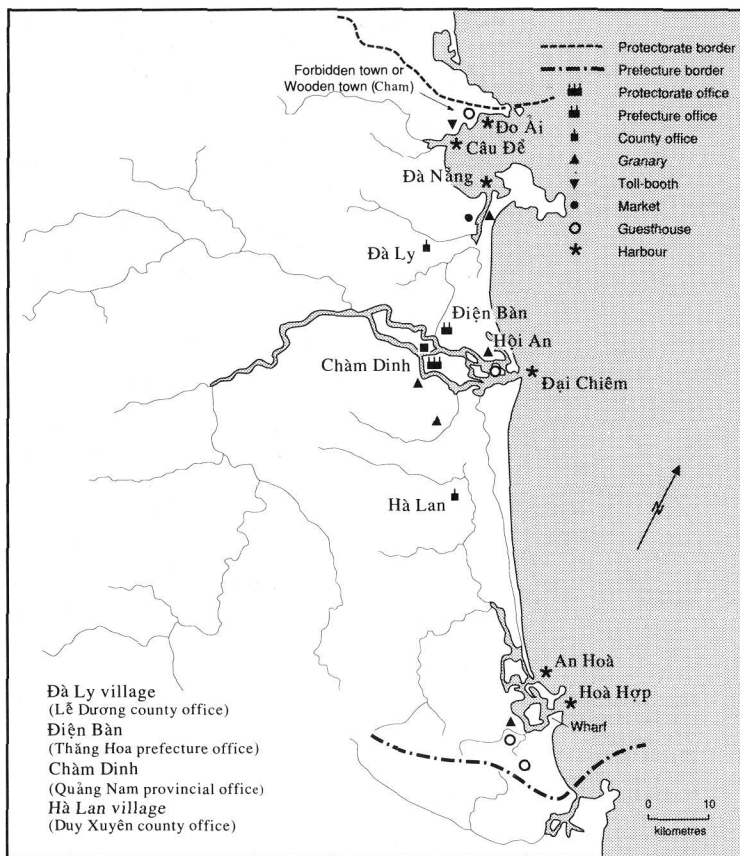 Protectorate border
Prefecture border
Protectorate office
Prefecture office
County office
Granary
Toll-booth
Market
Guesthouse
Harbour
Forbidden town or
Wooden town (Cham)
Đo Ải
Câu Để
Đà Nẵng
Đà Ly
Điện Bàn
Hội An
Chàm Dinh
Đại Chiêm
Hà Lan
N
An Hoà
Hoà Hợp
Wharf
Đà Ly village
(Lễ Dương county office)
Điện Bàn
(Thăng Hoa prefecture office)
Chàm Dinh
(Quảng Nam provincial office)
Hà Lan village
(Duy Xuyên county office)
0 10
kilometres